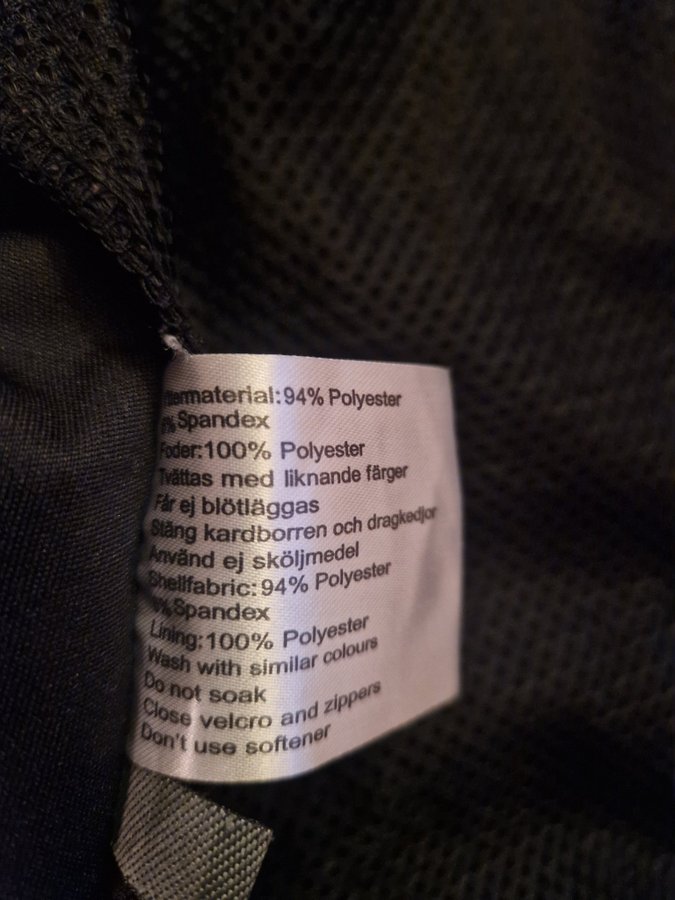 Yttermaterial:94% Polyester
Spandex
Foder:100% Polyester
Tvättas med liknande färger
Får ej blötläggas
Stäng kardborren och dragkedjor
Använd ej sköljmedel
Shellfabric:94% Polyester
Spandex
Lining:100% Polyester
Wash with similar colours
Do not soak
Close velcro and zippers
Don't use softener